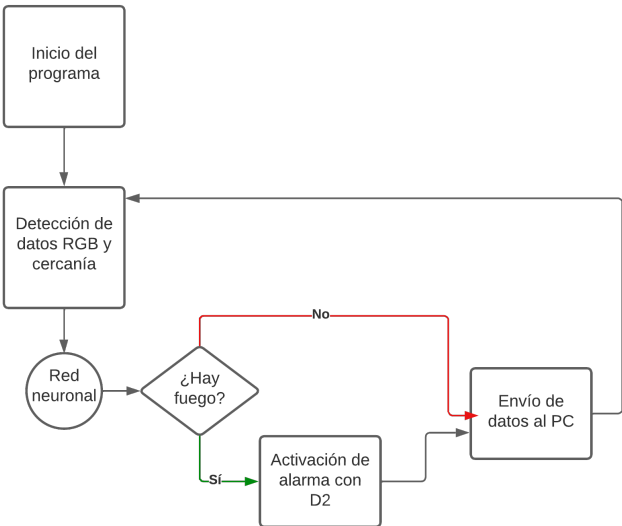 Inicio del
programa
Detección de
datos RGB y
cercanía
Red
neuronal
¿Hay
fuego?
No
Sí
Activación de
alarma con
D2
Envío de
datos al PC